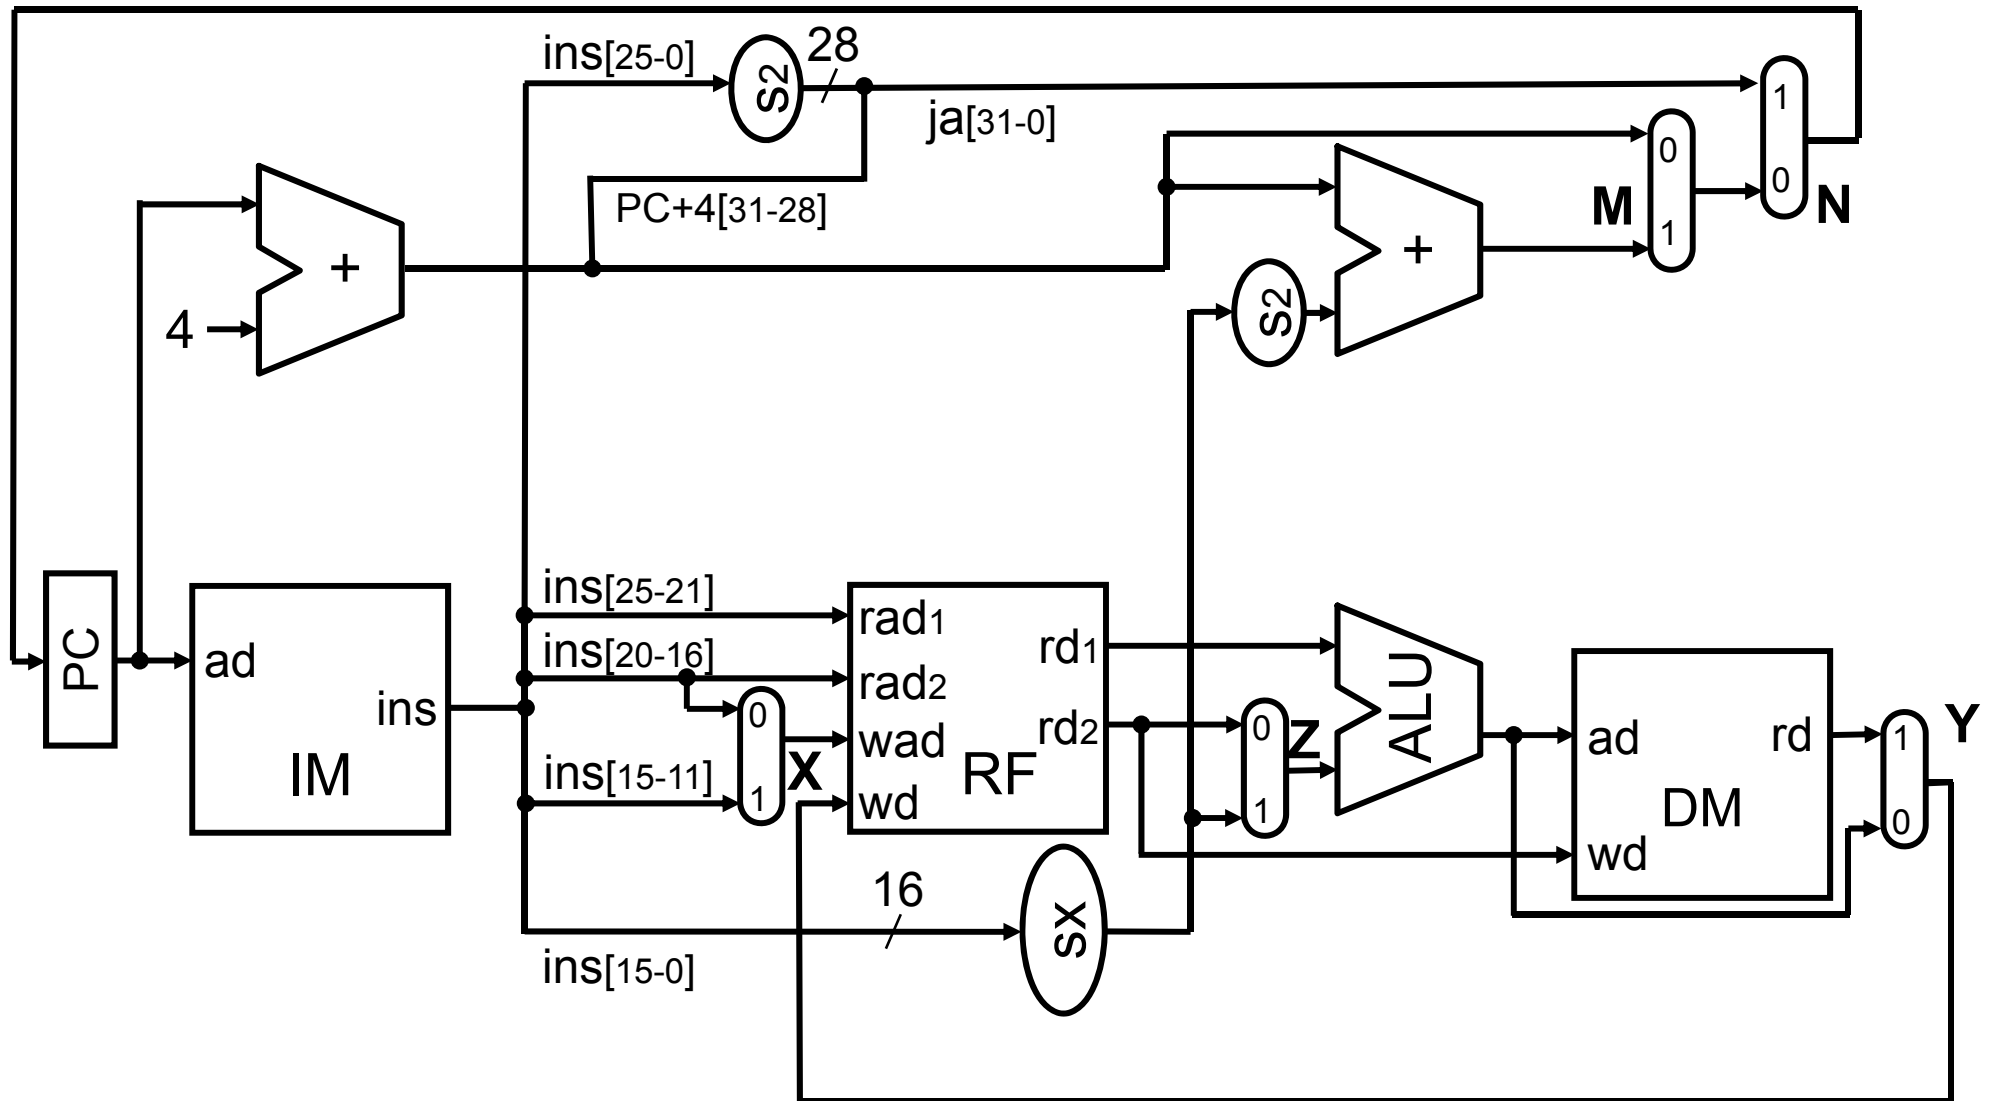 ins[25-0]
s2
28
ja[31-0]
1
0
N
0
1
M
PC+4[31-28]
+
4
+
s2
PC
ad
ins
IM
ins[25-21]
ins[20-16]
ins[15-11]
0
1
X
rad1
rad2
wad
wd
rd1
rd2
RF
0
1
Z
ALU
ad
rd
DM
wd
1
0
Y
16
ins[15-0]
sx